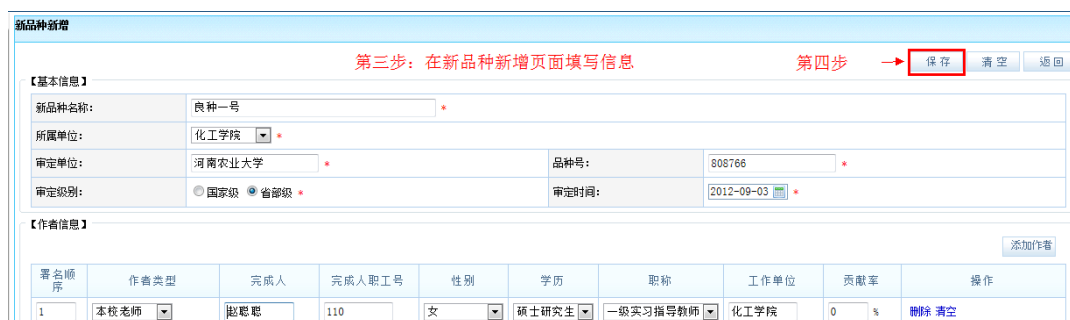 新品种新增
第三步：在新品种新增页面填写信息 第四步 保存 清空 返回
【基本信息】
新品种名称： 良种一号 *
所属单位： 化工学院 *
审定单位： 河南农业大学 * 品种号： 808766 *
审定级别： 国家级 省部级 * 审定时间： 2012-09-03 *
【作者信息】
添加作者
署名顺序 作者类型 完成人 完成人职工号 性别 学历 职称 工作单位 贡献率 操作
1 本校老师 赵聪聪 110 女 硕士研究生 一级实习指导教师 化工学院 0 % 删除 清空